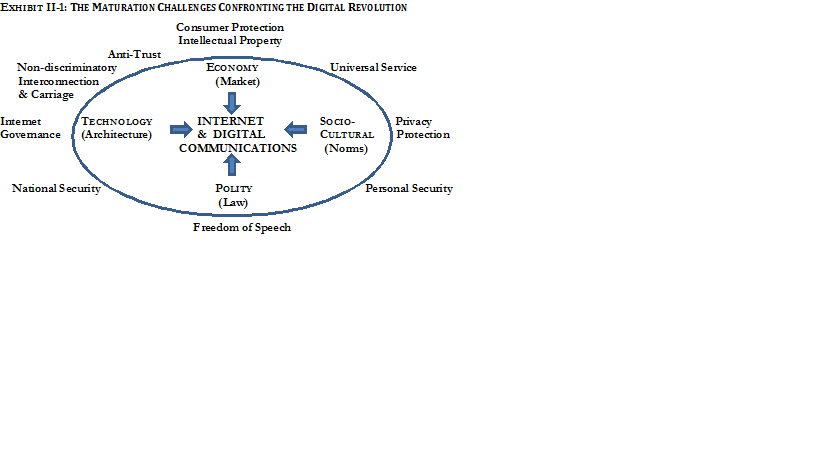 EXHIBIT II-1: THE MATURATION CHALLENGES CONFRONTING THE DIGITAL REVOLUTION
Consumer Protection
Intellectual Property
Anti-Trust
Non-discriminatory
Interconnection
& Carriage
ECONOMY
(Market)
Universal Service
Internet
Governance
TECHNOLOGY
(Architecture)
INTERNET
& DIGITAL
COMMUNICATIONS
SOCIO-
CULTURAL
(Norms)
Privacy
Protection
National Security
POLITY
(Law)
Personal Security
Freedom of Speech